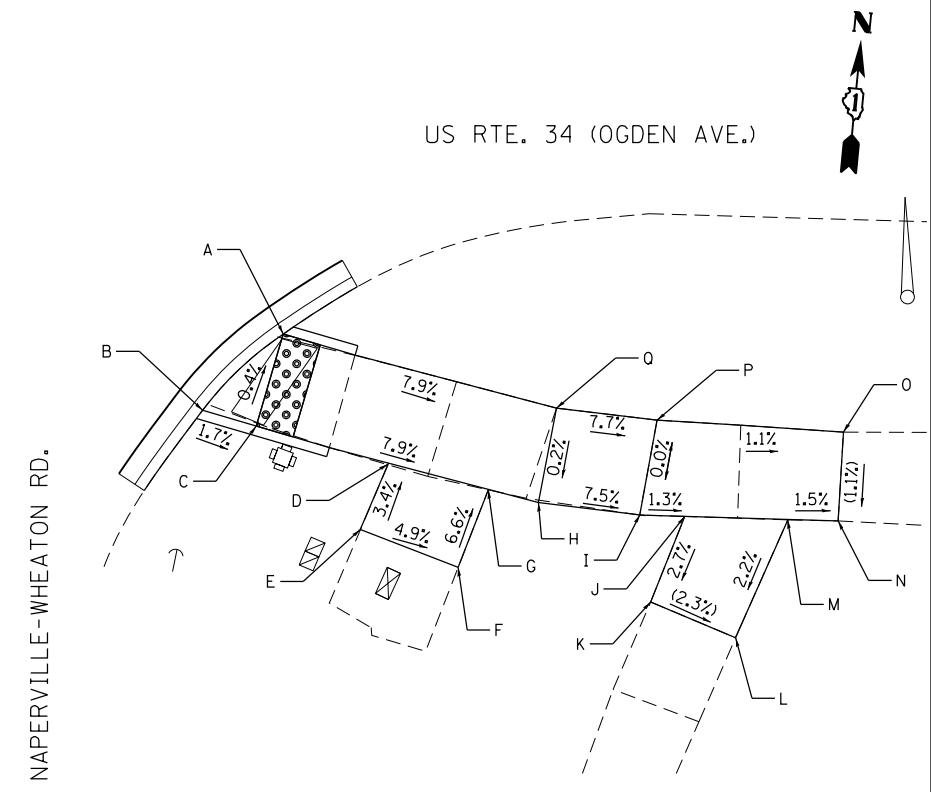 N
1
US RTE. 34 (OGDEN AVE.)
A
B
Q
P
O
0.4%
7.9%
7.7%
1.1%
1.7%
7.9%
0.2%
0.0%
(1.1%)
C
7.5%
1.3%
1.5%
D
3.4%
4.9%
6.6%
H
I
G
E
F
J
2.7%
2.2%
(2.3%)
N
M
K
L
NAPERVILLE-WHEATON RD.